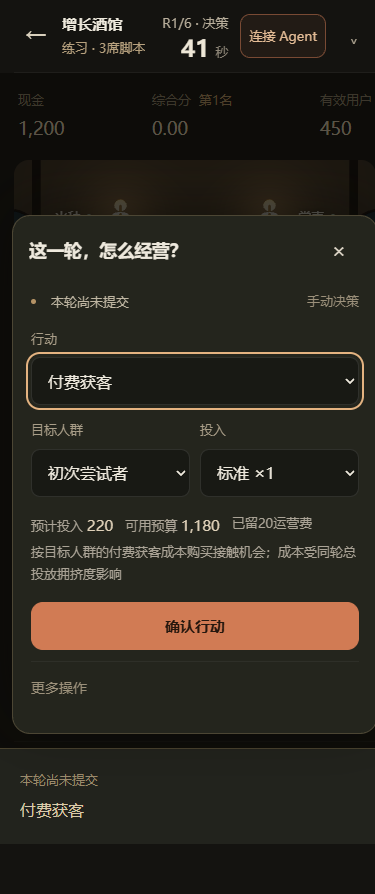 ← 增长酒馆
练习 · 3席脚本
R1/6 · 决策
41 秒
连接 Agent
现金
1,200
综合分 第1名
0.00
有效用户
450
这一轮，怎么经营？
×
• 本轮尚未提交
手动决策
行动
付费获客
目标人群
初次尝试者
投入
标准 ×1
预计投入 220 可用预算 1,180 已留20运营费
按目标人群的付费获客成本购买接触机会；成本受同轮总
投放拥挤度影响
确认行动
更多操作
本轮尚未提交
付费获客